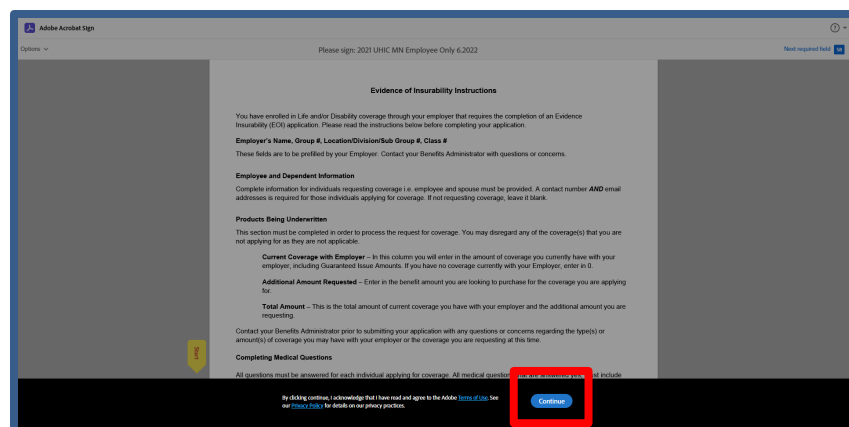 Adobe Acrobat Sign
Options
Please sign: 2021 UHIC MN Employee Only 6.2022
Next required field 58
Evidence of Insurability Instructions
You have enrolled in Life and/or Disability coverage through your employer that requires the completion of an Evidence
Insurability (EOI) application. Please read the instructions below before completing your application.
Employer's Name, Group #, Location/Division/Sub Group #, Class #
These fields are to be prefilled by your Employer. Contact your Benefits Administrator with questions or concerns.
Employee and Dependent Information
Complete information for individuals requesting coverage i.e. employee and spouse must be provided. A contact number AND email
addresses is required for those individuals applying for coverage. If not requesting coverage, leave it blank.
Products Being Underwritten
This section must be completed in order to process the request for coverage. You may disregard any of the coverage(s) that you are
not applying for as they are not applicable.
Current Coverage with Employer – In this column you will enter in the amount of coverage you currently have with your
employer, including Guaranteed Issue Amounts. If you have no coverage currently with your Employer, enter in 0.
Additional Amount Requested – Enter in the benefit amount you are looking to purchase for the coverage you are applying
for.
Total Amount – This is the total amount of current coverage you have with your employer and the additional amount you are
requesting.
Contact your Benefits Administrator prior to submitting your application with any questions or concerns regarding the type(s) or
amount(s) of coverage you may have with your employer or the coverage you are requesting at this time.
Start
Completing Medical Questions
All questions must be answered for each individual applying for coverage. All medical include
By clicking continue, I acknowledge that I have read and agree to the Adobe Terms of Use. See
our Privacy Policy for details on our privacy practices.
Continue